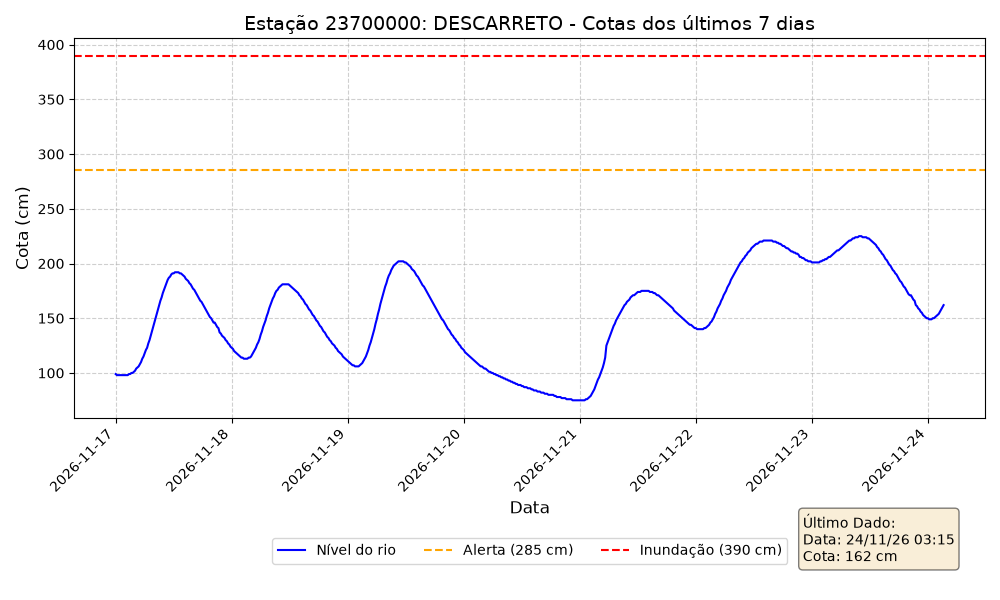 Estação 23700000: DESCARRETO - Cotas dos últimos 7 dias
Cota (cm)
400
350
300
250
200
150
100
2026-11-17
2026-11-18
2026-11-19
2026-11-20
2026-11-21
2026-11-22
2026-11-23
2026-11-24
Data
Nível do rio
Alerta (285 cm)
Inundação (390 cm)
Último Dado:
Data: 24/11/26 03:15
Cota: 162 cm